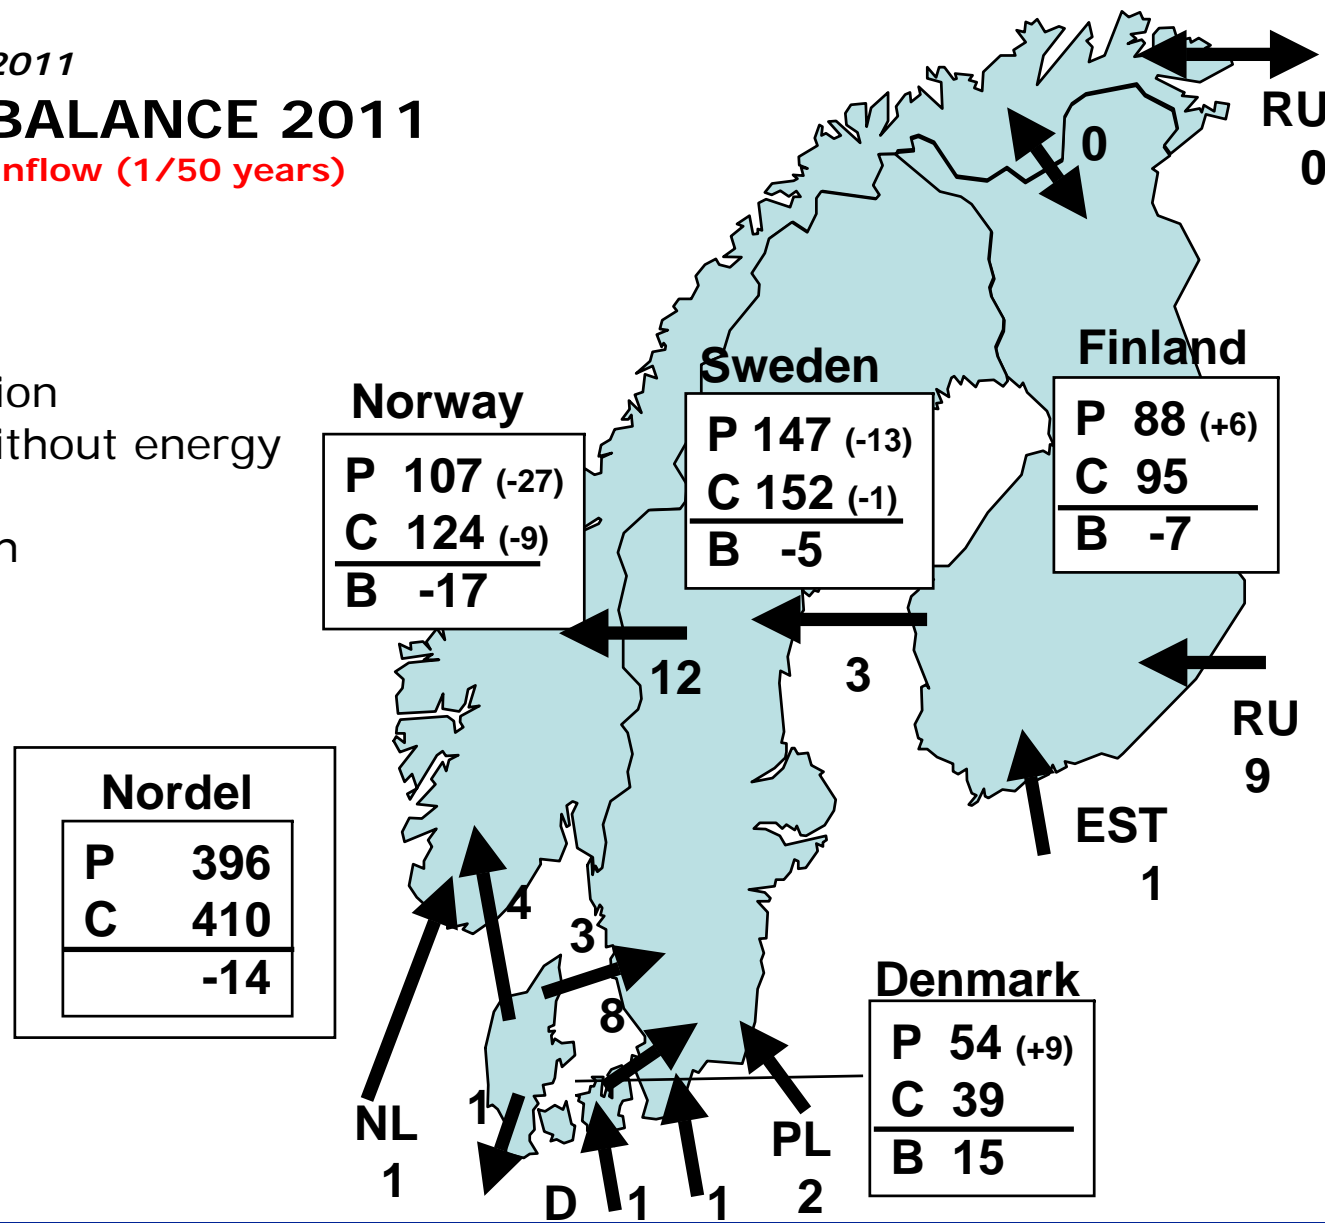 2011
BALANCE 2011
nflow (1/50 years)
RU
0
0
ion
ithout energy
n
Norway
P 107 (-27)
C 124 (-9)
B -17
Sweden
P 147 (-13)
C 152 (-1)
B -5
Finland
P 88 (+6)
C 95
B -7
12
3
RU
9
EST
1
Nordel
P 396
C 410
-14
4
3
8
Denmark
P 54 (+9)
C 39
B 15
NL
1
1
D
1
1
PL
2